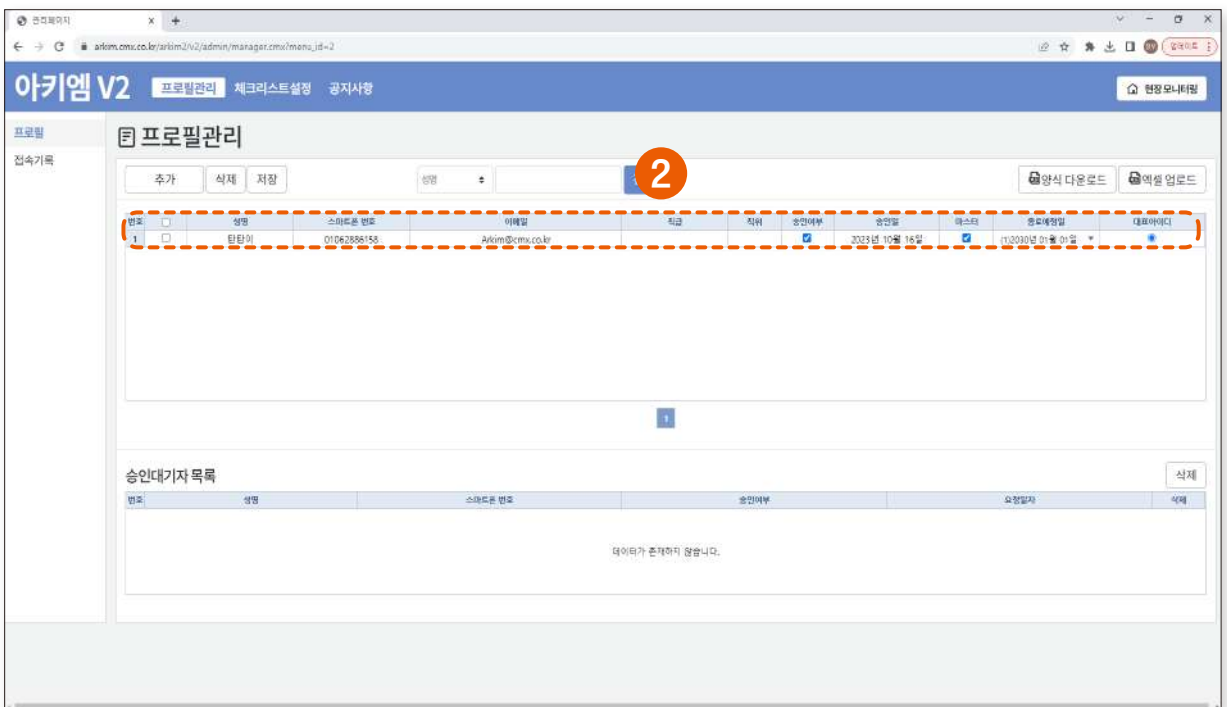 관리페이지
arkim.cmx.co.kr/arkim2/v2/admin/manager.cmx?menu_id=2
업데이트
아키엠 V2 프로필관리 체크리스트설정 공지사항 현장모니터링
프로필
접속기록
프로필관리
추가 삭제 저장 성명 2 양식 다운로드 엑셀 업로드
번호 성명 스마트폰 번호 이메일 직급 직위 승인여부 승인일 마스터 종료예정일 대표아이디
1 탄탄이 01062886158 Arkim@cmx.co.kr 2023년 10월 16일 (1)2030년 01월 01일
1
승인대기자 목록 삭제
번호 성명 스마트폰 번호 승인여부 요청일자 삭제
데이터가 존재하지 않습니다.